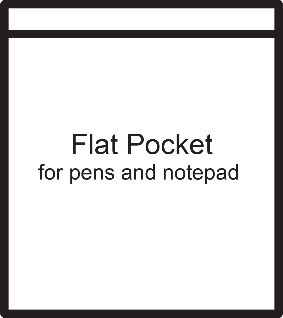 Flat Pocket
for pens and notepad